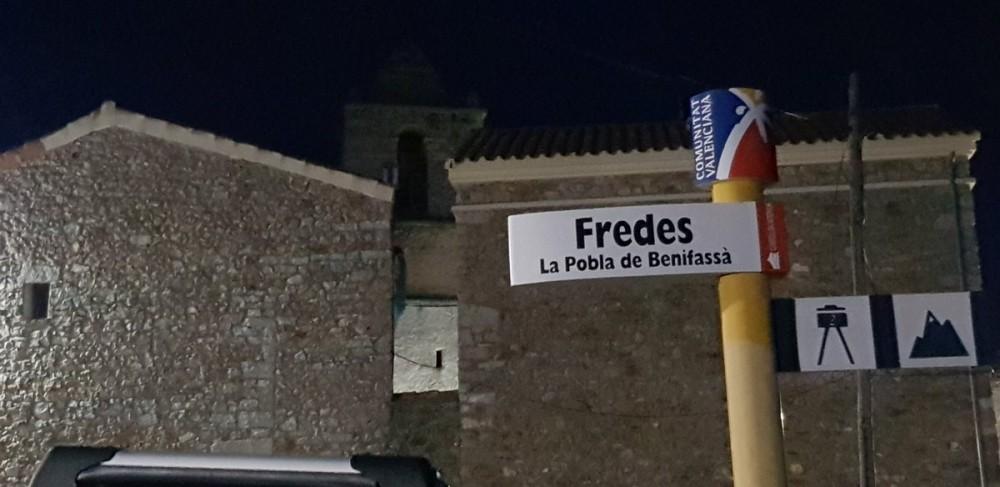 COMUNITAT
VALENCIANA
Fredes
La Pobla de Benifassà